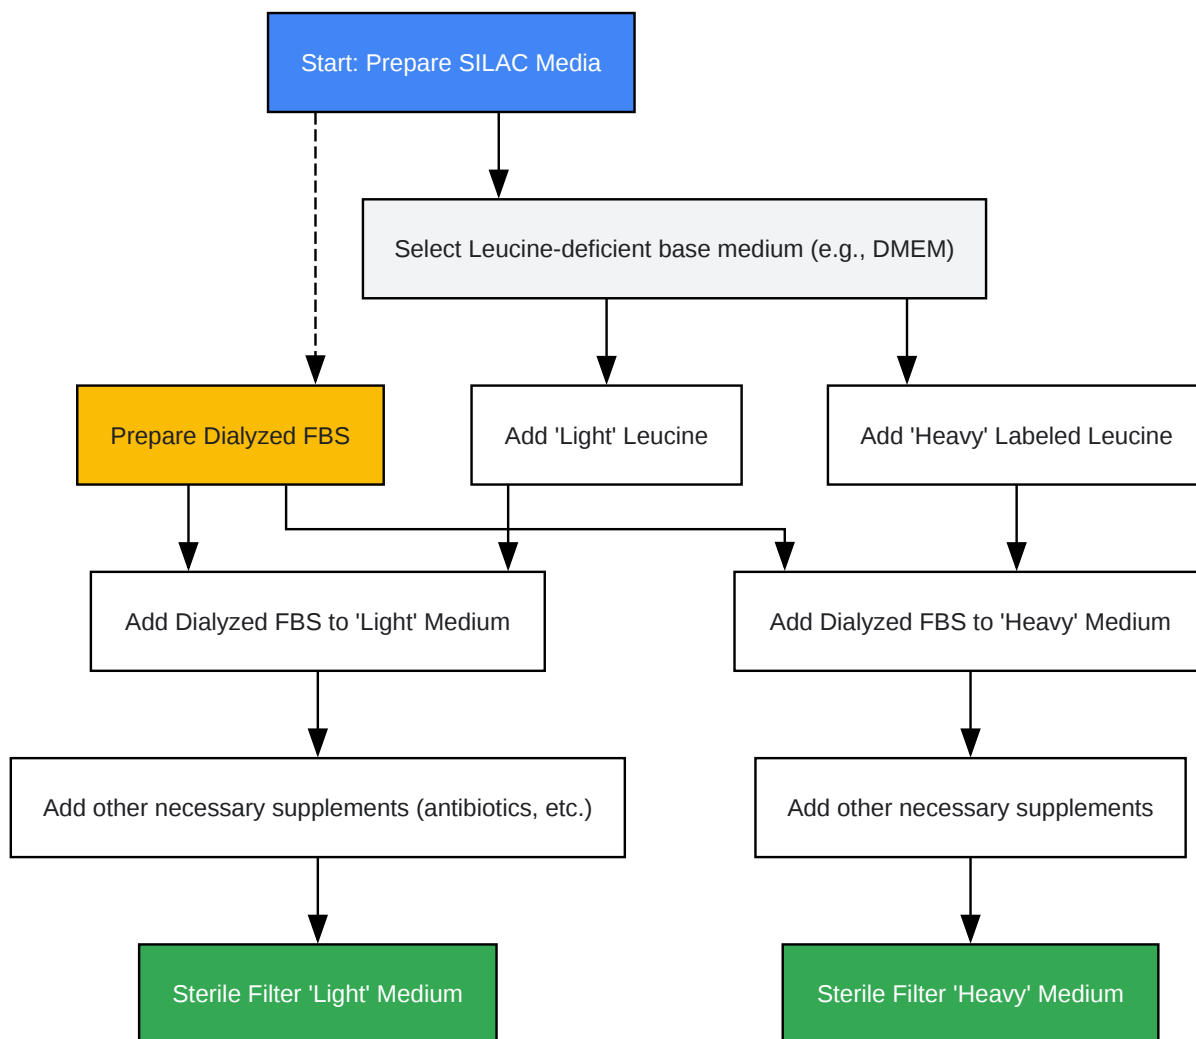 Start: Prepare SILAC Media
Select Leucine-deficient base medium (e.g., DMEM)
Prepare Dialyzed FBS
Add 'Light' Leucine
Add 'Heavy' Labeled Leucine
Add Dialyzed FBS to 'Light' Medium
Add Dialyzed FBS to 'Heavy' Medium
Add other necessary supplements (antibiotics, etc.)
Add other necessary supplements
Sterile Filter 'Light' Medium
Sterile Filter 'Heavy' Medium